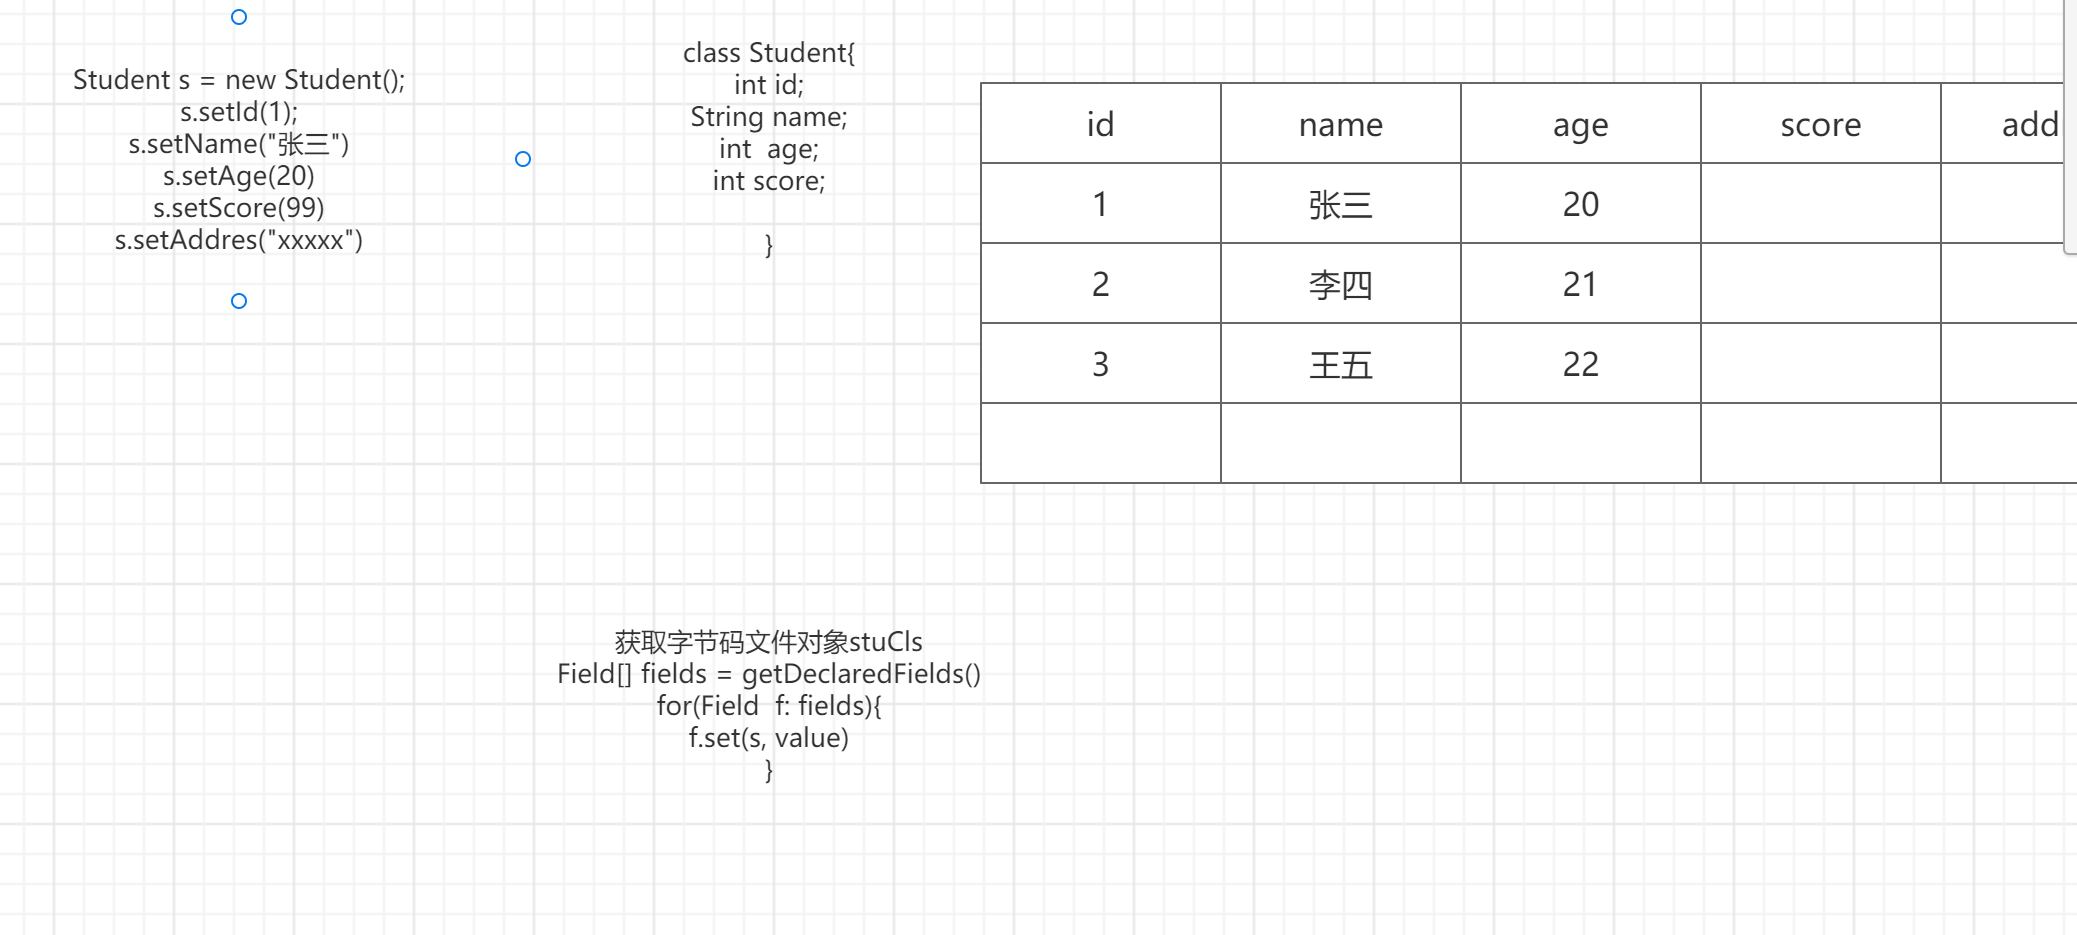 Student s = new Student();
s.setId(1);
s.setName("张三")
s.setAge(20)
s.setScore(99)
s.setAddres("xxxxx")
class Student{
int id;
String name;
int  age;
int score;
}
id name age score add
1 张三 20
2 李四 21
3 王五 22
获取字节码文件对象stuCls
Field[] fields = getDeclaredFields()
for(Field  f: fields){
f.set(s, value)
}